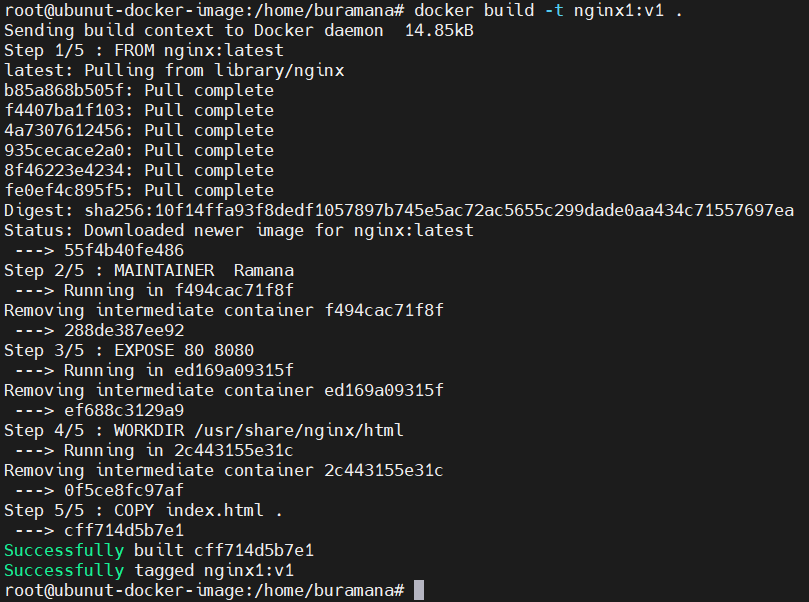 root@ubunut-docker-image:/home/buramana# docker build -t nginx1:v1 .
Sending build context to Docker daemon  14.85kB
Step 1/5 : FROM nginx:latest
latest: Pulling from library/nginx
b85a868b505f: Pull complete
f4407ba1f103: Pull complete
4a7307612456: Pull complete
935cecace2a0: Pull complete
8f46223e4234: Pull complete
fe0ef4c895f5: Pull complete
Digest: sha256:10f14ffa93f8dedf1057897b745e5ac72ac5655c299dade0aa434c71557697ea
Status: Downloaded newer image for nginx:latest
 ---> 55f4b40fe486
Step 2/5 : MAINTAINER  Ramana
 ---> Running in f494cac71f8f
Removing intermediate container f494cac71f8f
 ---> 288de387ee92
Step 3/5 : EXPOSE 80 8080
 ---> Running in ed169a09315f
Removing intermediate container ed169a09315f
 ---> ef688c3129a9
Step 4/5 : WORKDIR /usr/share/nginx/html
 ---> Running in 2c443155e31c
Removing intermediate container 2c443155e31c
 ---> 0f5ce8fc97af
Step 5/5 : COPY index.html .
 ---> cff714d5b7e1
Successfully built cff714d5b7e1
Successfully tagged nginx1:v1
root@ubunut-docker-image:/home/buramana#